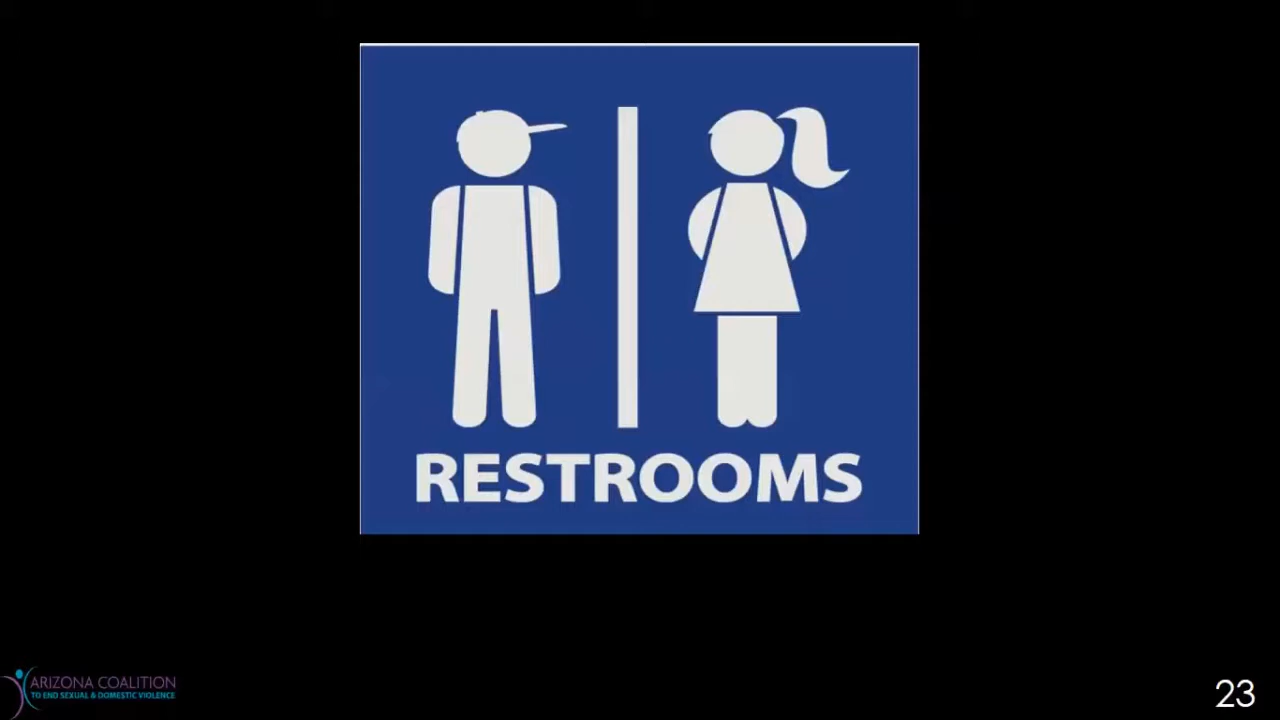 RESTROOMS
ARIZONA COALITION
TO END SEXUAL & DOMESTIC VIOLENCE
23